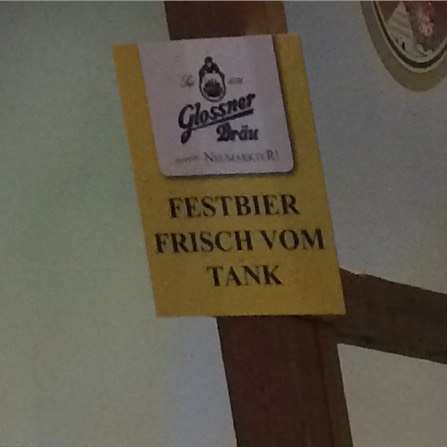 Glossner
Bräu
NEUMARKTER!
FESTBIER
FRISCH VOM
TANK